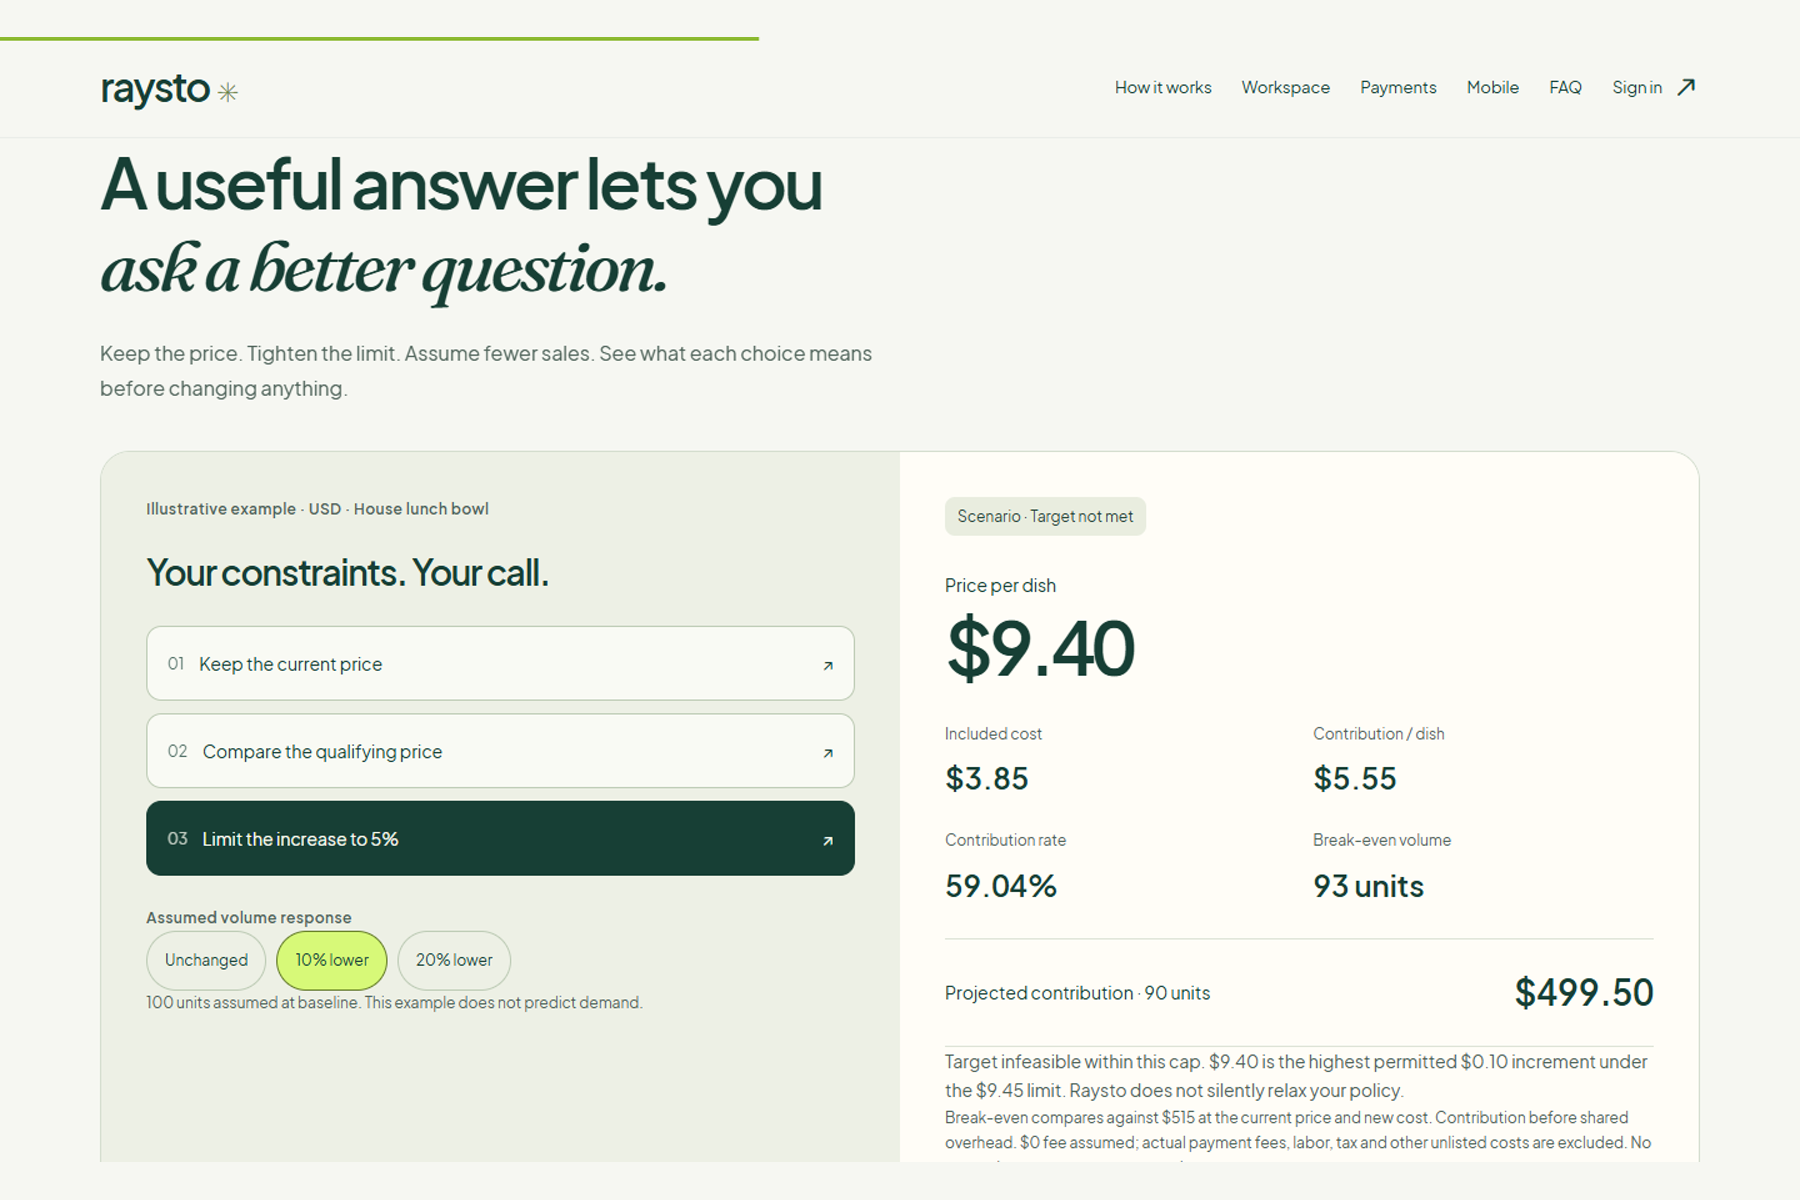 raysto
How it works
Workspace
Payments
Mobile
FAQ
Sign in
A useful answer lets you
ask a better question.
Keep the price. Tighten the limit. Assume fewer sales. See what each choice means
before changing anything.
Illustrative example · USD · House lunch bowl
Your constraints. Your call.
01 Keep the current price
02 Compare the qualifying price
03 Limit the increase to 5%
Assumed volume response
Unchanged
10% lower
20% lower
100 units assumed at baseline. This example does not predict demand.
Scenario · Target not met
Price per dish
$9.40
Included cost
$3.85
Contribution / dish
$5.55
Contribution rate
59.04%
Break-even volume
93 units
Projected contribution · 90 units
$499.50
Target infeasible within this cap. $9.40 is the highest permitted $0.10 increment under
the $9.45 limit. Raysto does not silently relax your policy.
Break-even compares against $515 at the current price and new cost. Contribution before shared
overhead. $0 fee assumed; actual payment fees, labor, tax and other unlisted costs are excluded. No